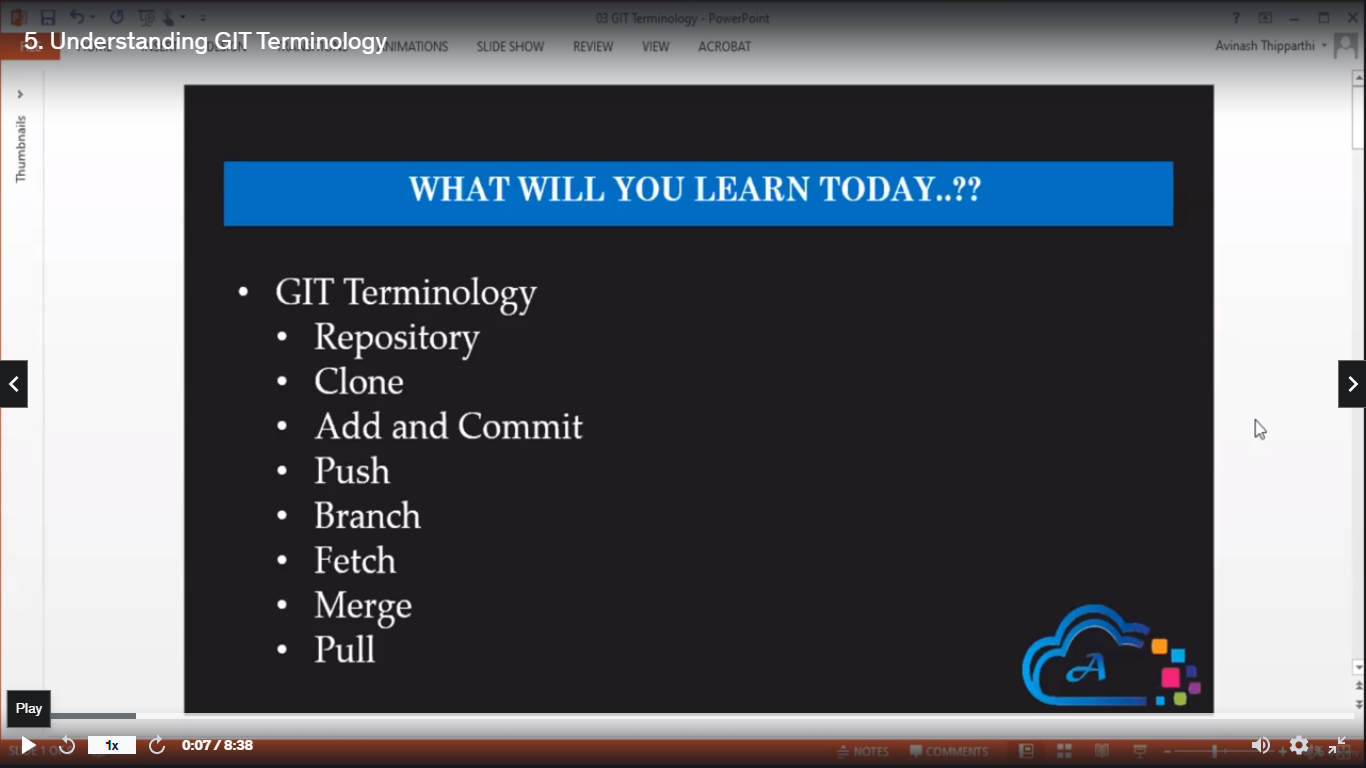 03 GIT Terminology - PowerPoint
5. Understanding GIT Terminology
ANIMATIONS SLIDE SHOW REVIEW VIEW ACROBAT
Avinash Thipparthi
Thumbnails
WHAT WILL YOU LEARN TODAY..??
• GIT Terminology
• Repository
• Clone
• Add and Commit
• Push
• Branch
• Fetch
• Merge
• Pull
A
Play
1x
0:07 / 8:38
NOTES COMMENTS